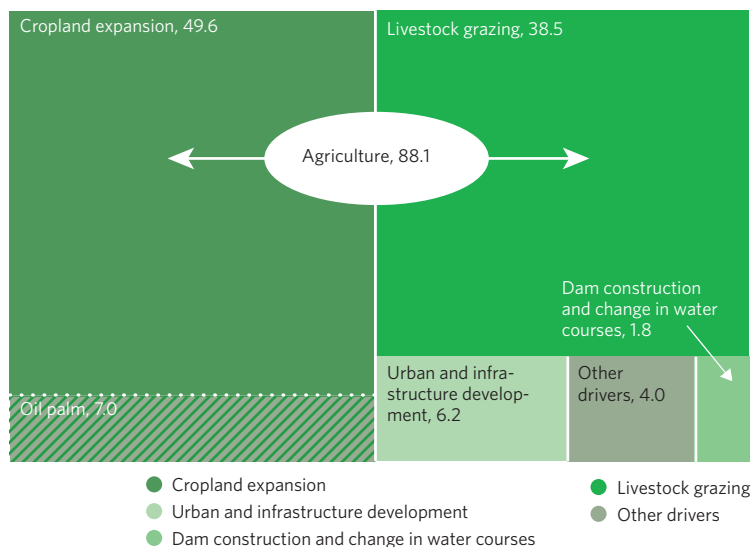 Cropland expansion, 49.6
Livestock grazing, 38.5
Agriculture, 88.1
Dam construction
and change in water
courses, 1.8
Oil palm, 7.0
Urban and infra-
structure develop-
ment, 6.2
Other
drivers, 4.0
Cropland expansion
Urban and infrastructure development
Dam construction and change in water courses
Livestock grazing
Other drivers